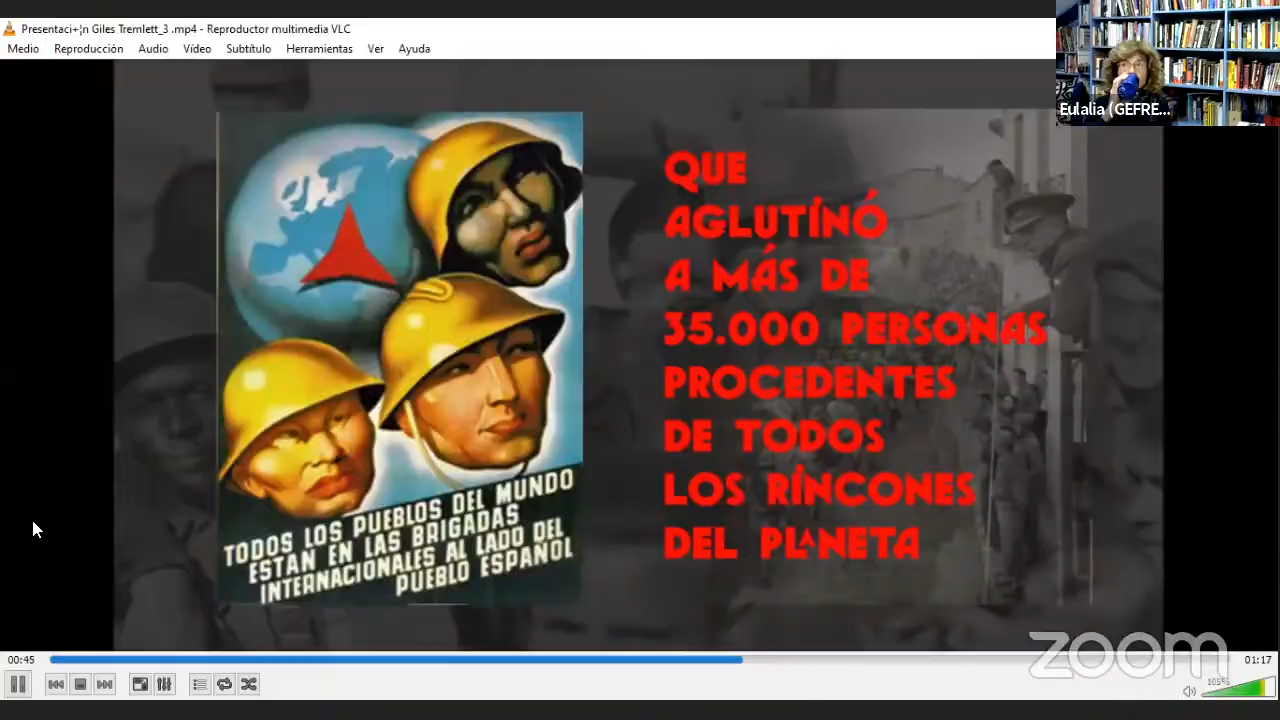 Presentaci+¦n Giles Tremlett_3 .mp4 - Reproductor multimedia VLC
Medio Reproducción Audio Vídeo Subtítulo Herramientas Ver Ayuda
Eulalia (GEFRE...
TODOS LOS PUEBLOS DEL MUNDO
ESTÁN EN LAS BRIGADAS
INTERNACIONALES AL LADO DEL
PUEBLO ESPAÑOL
QUE
AGLUTINÓ
A MÁS DE
35.000 PERSONAS
PROCEDENTES
DE TODOS
LOS RINCONES
DEL PLANETA
zoom
00:45
01:17
105%